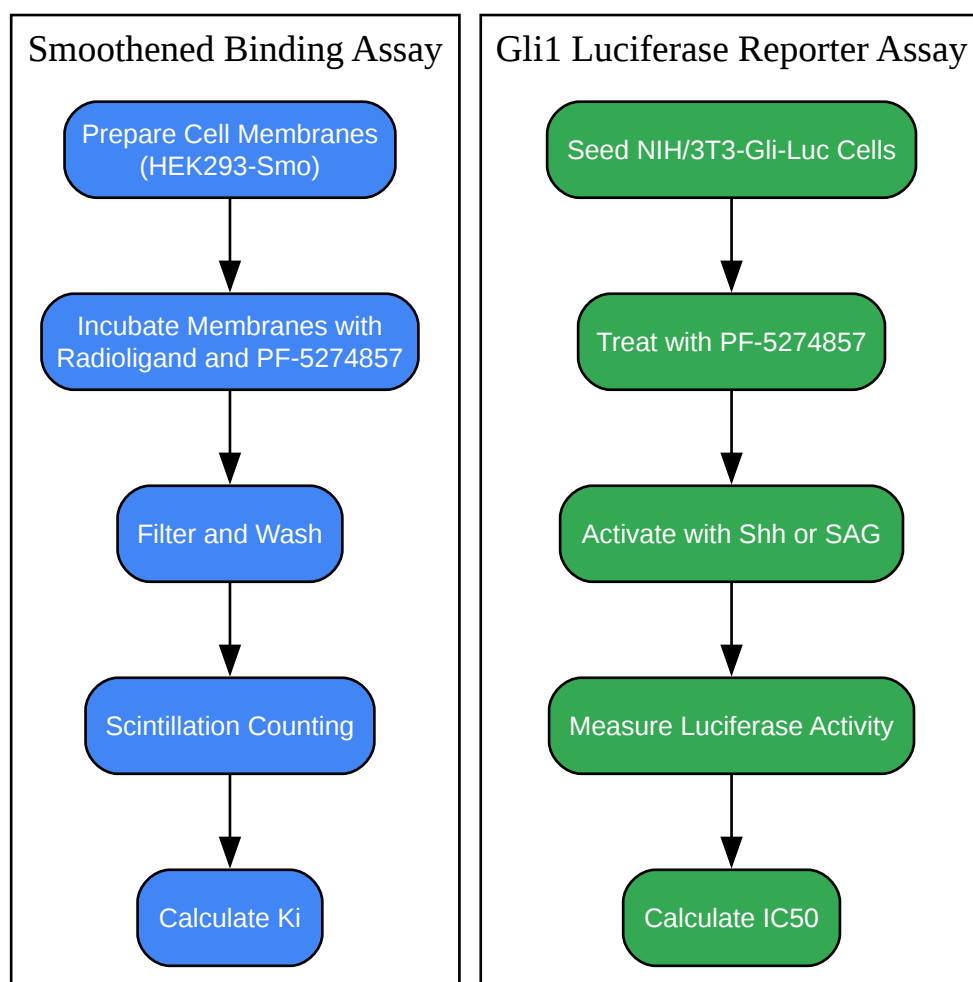 Smoothened Binding Assay
Prepare Cell Membranes
(HEK293-Smo)
Incubate Membranes with
Radioligand and PF-5274857
Filter and Wash
Scintillation Counting
Calculate Ki
Gli1 Luciferase Reporter Assay
Seed NIH/3T3-Gli-Luc Cells
Treat with PF-5274857
Activate with Shh or SAG
Measure Luciferase Activity
Calculate IC50